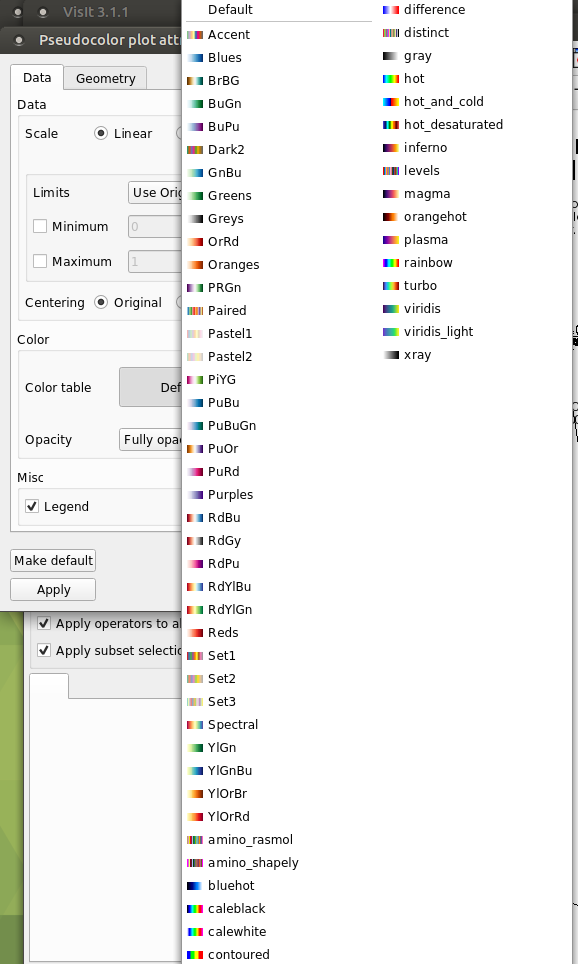 VisIt 3.1.1
Pseudocolor plot att
Data
Geometry
Data
Scale
Linear
Limits
Use Orig
Minimum
0
Maximum
1
Centering
Original
Color
Color table
Def
Opacity
Fully opa
Misc
Legend
Make default
Apply
Apply operators to al
Apply subset selectio
Default
Accent
Blues
BrBG
BuGn
BuPu
Dark2
GnBu
Greens
Greys
OrRd
Oranges
PRGn
Paired
Pastel1
Pastel2
PiYG
PuBu
PuBuGn
PuOr
PuRd
Purples
RdBu
RdGy
RdPu
RdYlBu
RdYlGn
Reds
Set1
Set2
Set3
Spectral
YlGn
YlGnBu
YlOrBr
YlOrRd
amino_rasmol
amino_shapely
bluehot
caleblack
calewhite
contoured
difference
distinct
gray
hot
hot_and_cold
hot_desaturated
inferno
levels
magma
orangehot
plasma
rainbow
turbo
viridis
viridis_light
xray